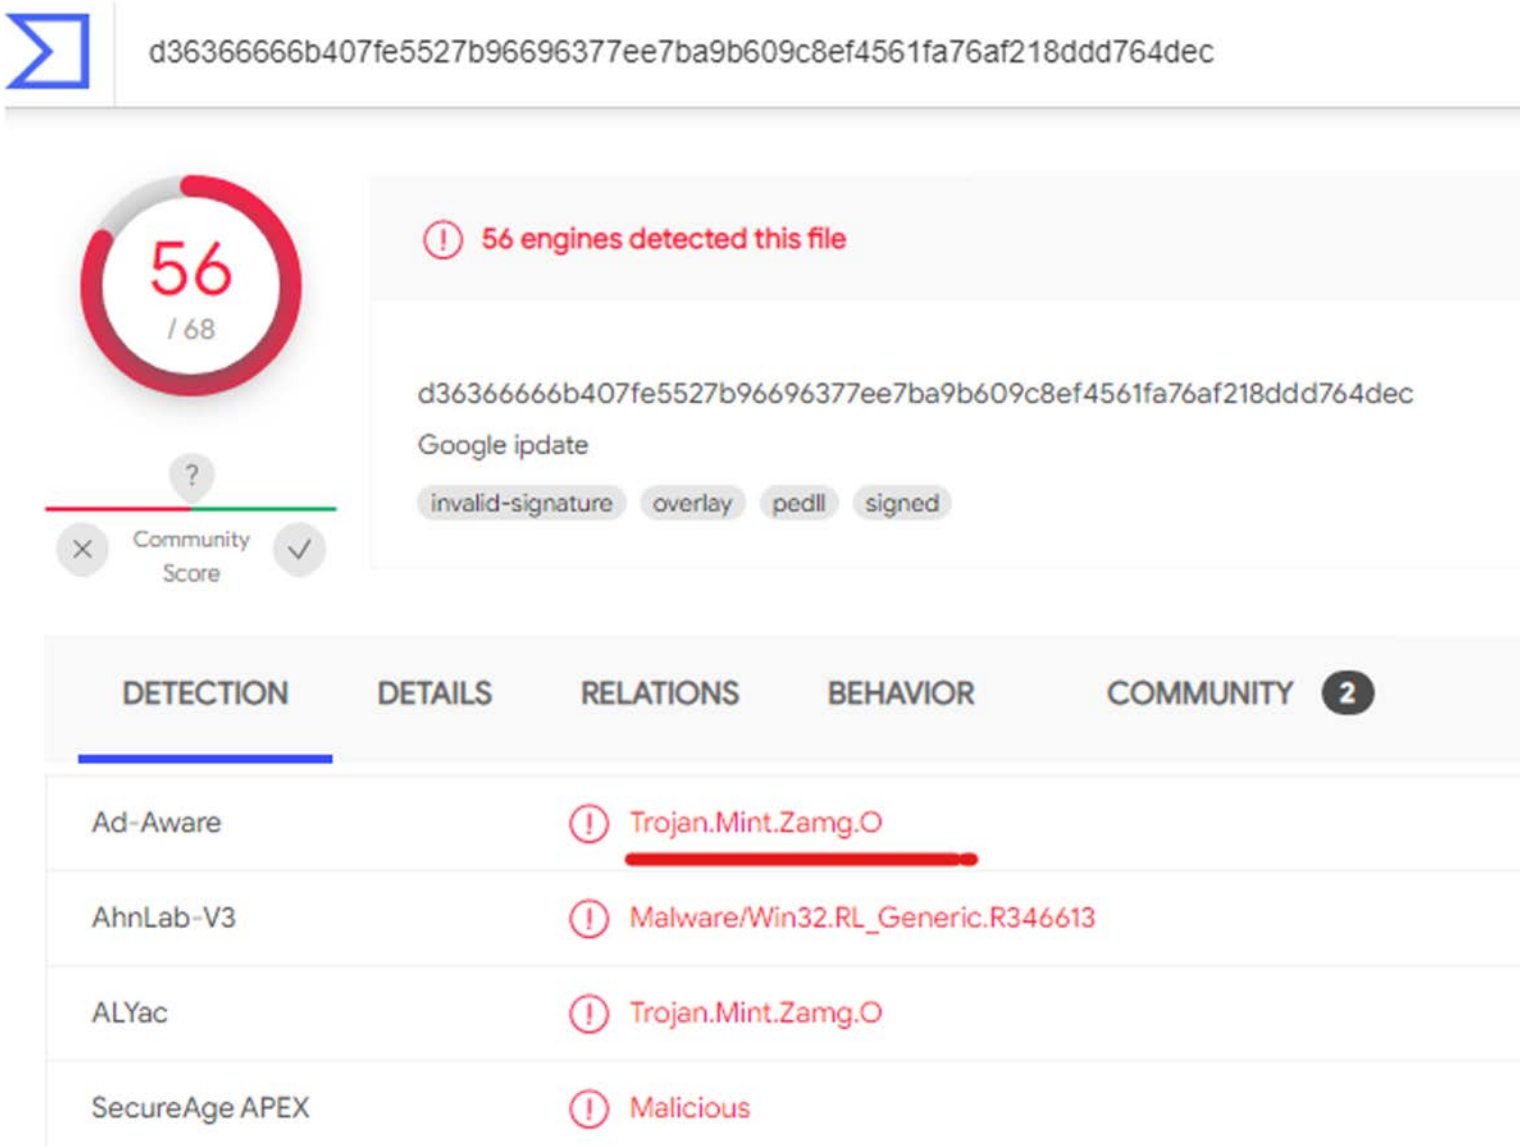 d36366666b407fe5527b96696377ee7ba9b609c8ef4561fa76af218ddd764dec
56
/ 68
56 engines detected this file
d36366666b407fe5527b96696377ee7ba9b609c8ef4561fa76af218ddd764dec
Google ipdate
invalid-signature overlay pedll signed
?
Community
Score
DETECTION DETAILS RELATIONS BEHAVIOR COMMUNITY 2
Ad-Aware Trojan.Mint.Zamg.O
AhnLab-V3 Malware/Win32.RL_Generic.R346613
ALYac Trojan.Mint.Zamg.O
SecureAge APEX Malicious